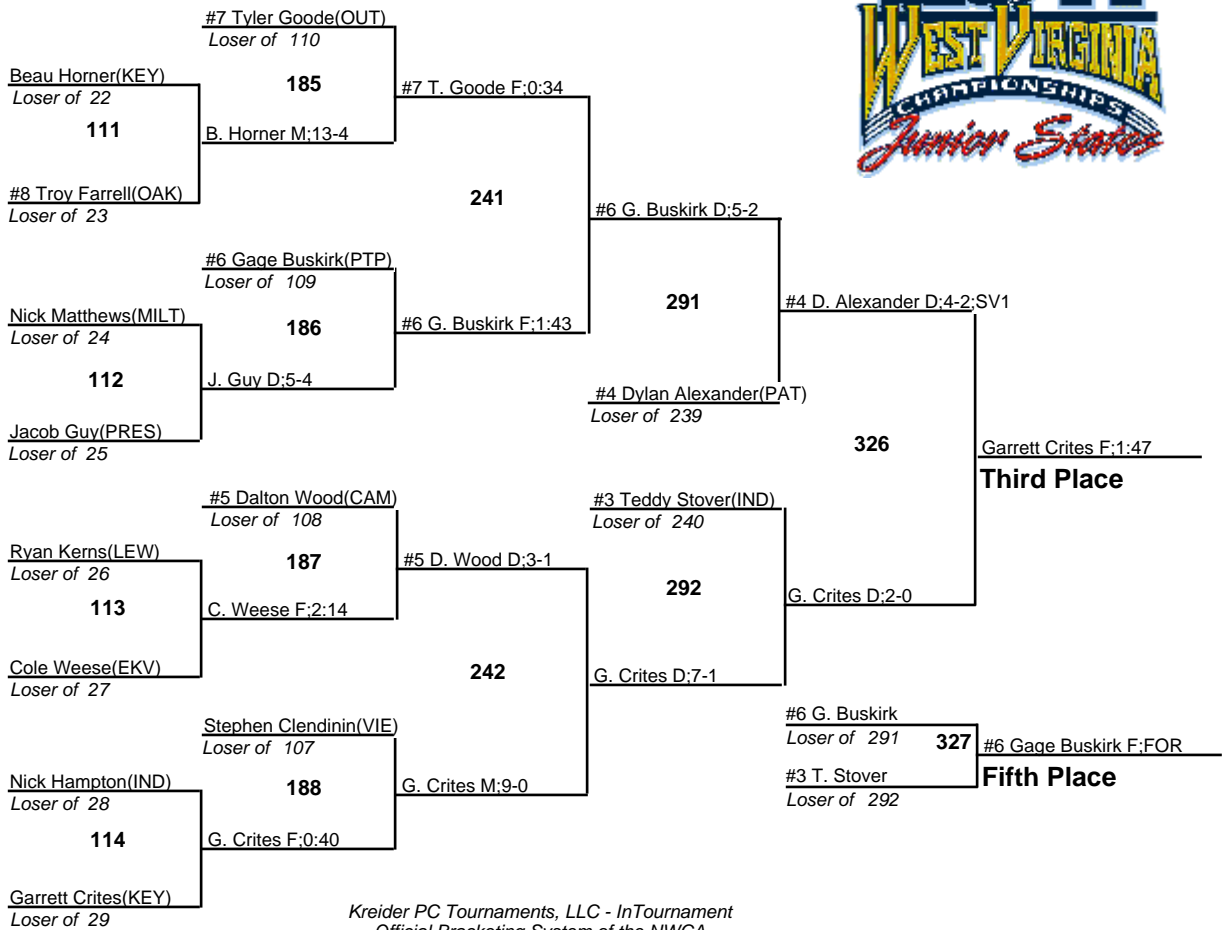 WEST VIRGINIA
CHAMPIONSHIPS
Junior States
#7 Tyler Goode(OUT)
Loser of 110
Beau Horner(KEY)
Loser of 22
185
#7 T. Goode F;0:34
111
B. Horner M;13-4
#8 Troy Farrell(OAK)
Loser of 23
241
#6 G. Buskirk D;5-2
#6 Gage Buskirk(PTP)
Loser of 109
Nick Matthews(MILT)
Loser of 24
186
#6 G. Buskirk F;1:43
291
#4 D. Alexander D;4-2;SV1
112
J. Guy D;5-4
#4 Dylan Alexander(PAT)
Loser of 239
Jacob Guy(PRES)
Loser of 25
326
Garrett Crites F;1:47
Third Place
#5 Dalton Wood(CAM)
Loser of 108
#3 Teddy Stover(IND)
Loser of 240
Ryan Kerns(LEW)
Loser of 26
187
#5 D. Wood D;3-1
292
G. Crites D;2-0
113
C. Weese F;2:14
Cole Weese(EKV)
Loser of 27
242
G. Crites D;7-1
Stephen Clendinin(VIE)
Loser of 107
#6 G. Buskirk
Loser of 291
327
#6 Gage Buskirk F;FOR
Fifth Place
#3 T. Stover
Loser of 292
Nick Hampton(IND)
Loser of 28
188
G. Crites M;9-0
114
G. Crites F;0:40
Garrett Crites(KEY)
Loser of 29
Kreider PC Tournaments, LLC - InTournament
Official Bracketing System of the NWCA